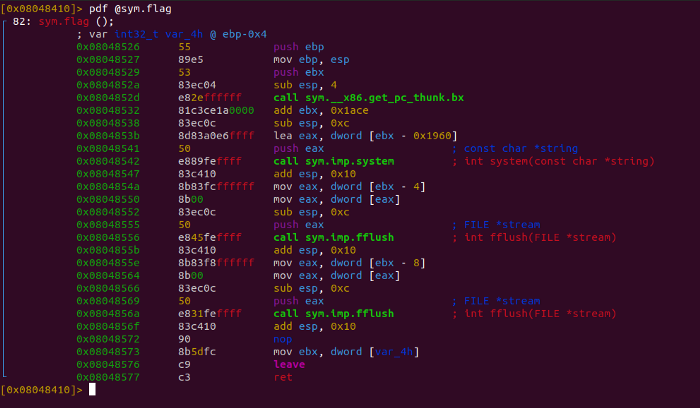 [0x08048410]> pdf @sym.flag
82: sym.flag ();
; var int32_t var_4h @ ebp-0x4
0x08048526 55 push ebp
0x08048527 89e5 mov ebp, esp
0x08048529 53 push ebx
0x0804852a 83ec04 sub esp, 4
0x0804852d e82effffff call sym.__x86.get_pc_thunk.bx
0x08048532 81c3ce1a0000 add ebx, 0x1ace
0x08048538 83ec0c sub esp, 0xc
0x0804853b 8d83a0e6ffff lea eax, dword [ebx - 0x1960]
0x08048541 50 push eax ; const char *string
0x08048542 e889feffff call sym.imp.system ; int system(const char *string)
0x08048547 83c410 add esp, 0x10
0x0804854a 8b83fcffffff mov eax, dword [ebx - 4]
0x08048550 8b00 mov eax, dword [eax]
0x08048552 83ec0c sub esp, 0xc
0x08048555 50 push eax ; FILE *stream
0x08048556 e845feffff call sym.imp.fflush ; int fflush(FILE *stream)
0x0804855b 83c410 add esp, 0x10
0x0804855e 8b83f8ffffff mov eax, dword [ebx - 8]
0x08048564 8b00 mov eax, dword [eax]
0x08048566 83ec0c sub esp, 0xc
0x08048569 50 push eax ; FILE *stream
0x0804856a e831feffff call sym.imp.fflush ; int fflush(FILE *stream)
0x0804856f 83c410 add esp, 0x10
0x08048572 90 nop
0x08048573 8b5dfc mov ebx, dword [var_4h]
0x08048576 c9 leave
0x08048577 c3 ret
[0x08048410]>